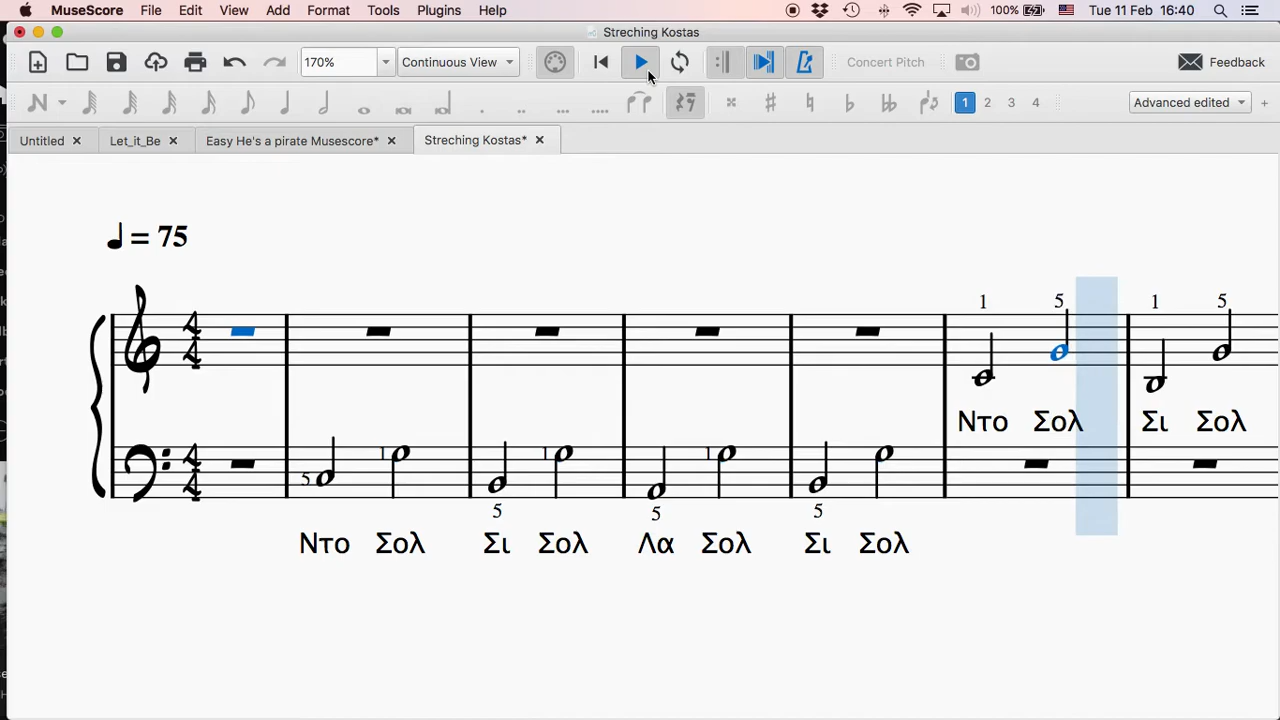 MuseScore File Edit View Add Format Tools Plugins Help 100% Tue 11 Feb 16:40
Streching Kostas
170% Continuous View Concert Pitch Feedback
1 2 3 4 Advanced edited +
Untitled Let_it_Be Easy He's a pirate Musescore* Streching Kostas*
= 75
1 5 1 5
Ντο Σολ Σι Σολ
5 1 1 1
5 5 5
Ντο Σολ Σι Σολ Λα Σολ Σι Σολ